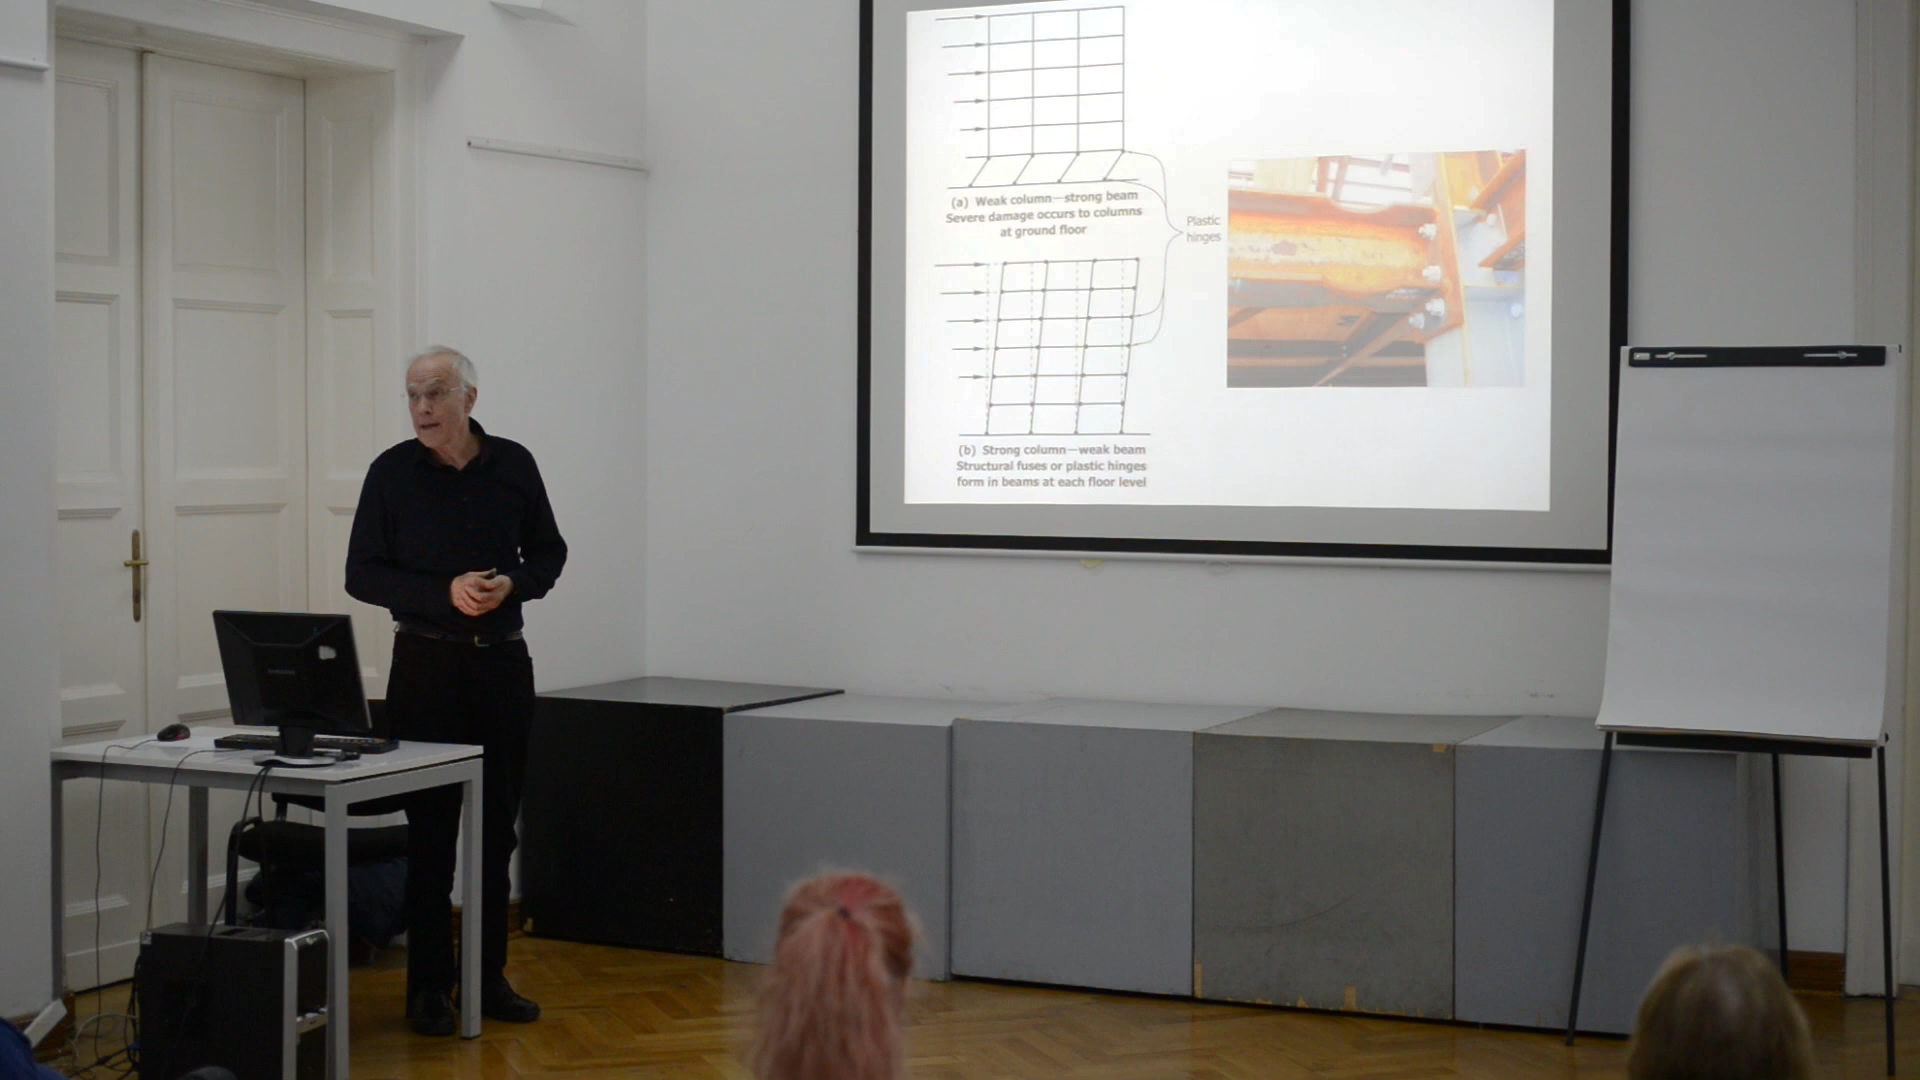 (a) Weak column—strong beam
Severe damage occurs to columns
at ground floor
Plastic
hinges
(b) Strong column—weak beam
Structural fuses or plastic hinges
form in beams at each floor level